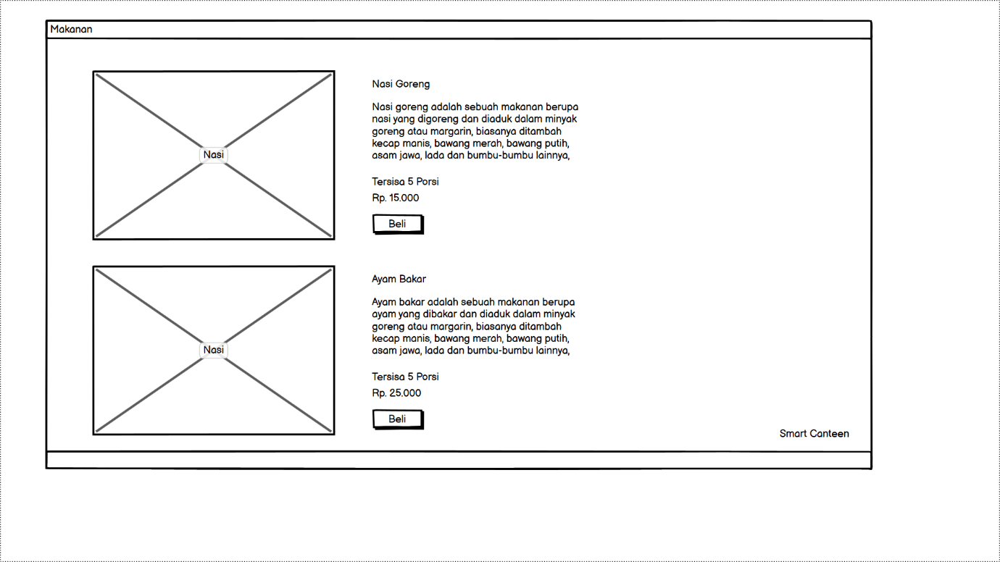 Makanan
Nasi
Nasi Goreng
Nasi goreng adalah sebuah makanan berupa
nasi yang digoreng dan diaduk dalam minyak
goreng atau margarin, biasanya ditambah
kecap manis, bawang merah, bawang putih,
asam jawa, lada dan bumbu-bumbu lainnya,
Tersisa 5 Porsi
Rp. 15.000
Beli
Nasi
Ayam Bakar
Ayam bakar adalah sebuah makanan berupa
ayam yang dibakar dan diaduk dalam minyak
goreng atau margarin, biasanya ditambah
kecap manis, bawang merah, bawang putih,
asam jawa, lada dan bumbu-bumbu lainnya,
Tersisa 5 Porsi
Rp. 25.000
Beli
Smart Canteen